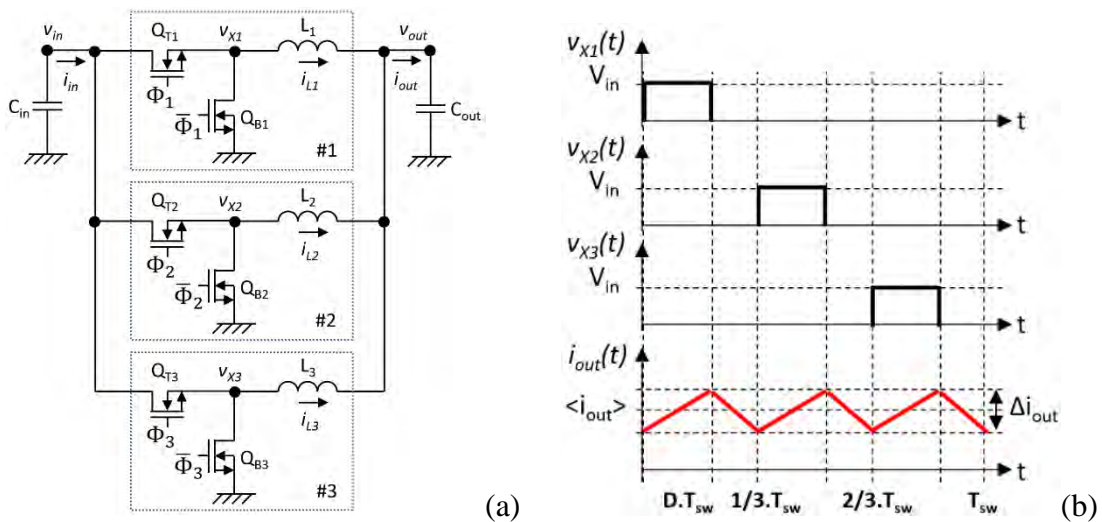 v_in
i_in
C_in
Q_T1
v_X1
L_1
i_L1
Φ_1
Φ̅_1
Q_B1
#1
v_out
i_out
C_out
Q_T2
v_X2
L_2
i_L2
Φ_2
Φ̅_2
Q_B2
#2
Q_T3
v_X3
L_3
i_L3
Φ_3
Φ̅_3
Q_B3
#3
(a)
v_X1(t)
V_in
t
v_X2(t)
V_in
t
v_X3(t)
V_in
t
i_out(t)
<i_out>
Δi_out
t
D.T_sw 1/3.T_sw 2/3.T_sw T_sw
(b)